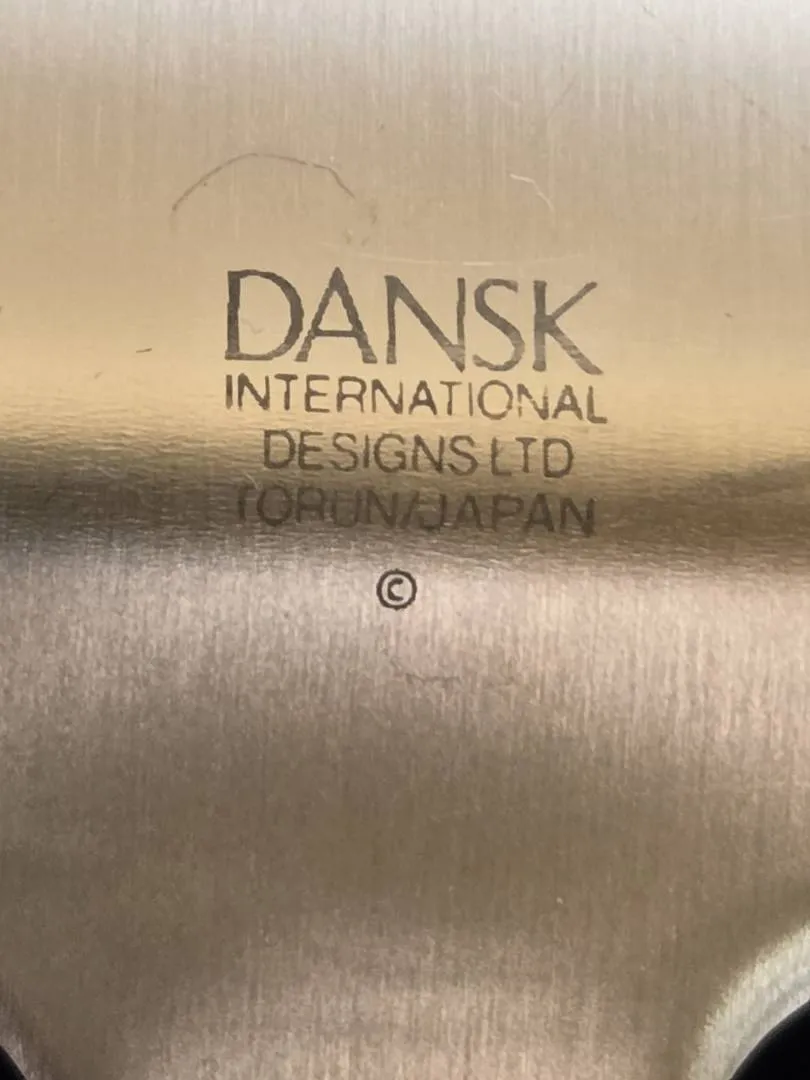 DANSK
INTERNATIONAL
DESIGNS LTD
TORUN/JAPAN
©